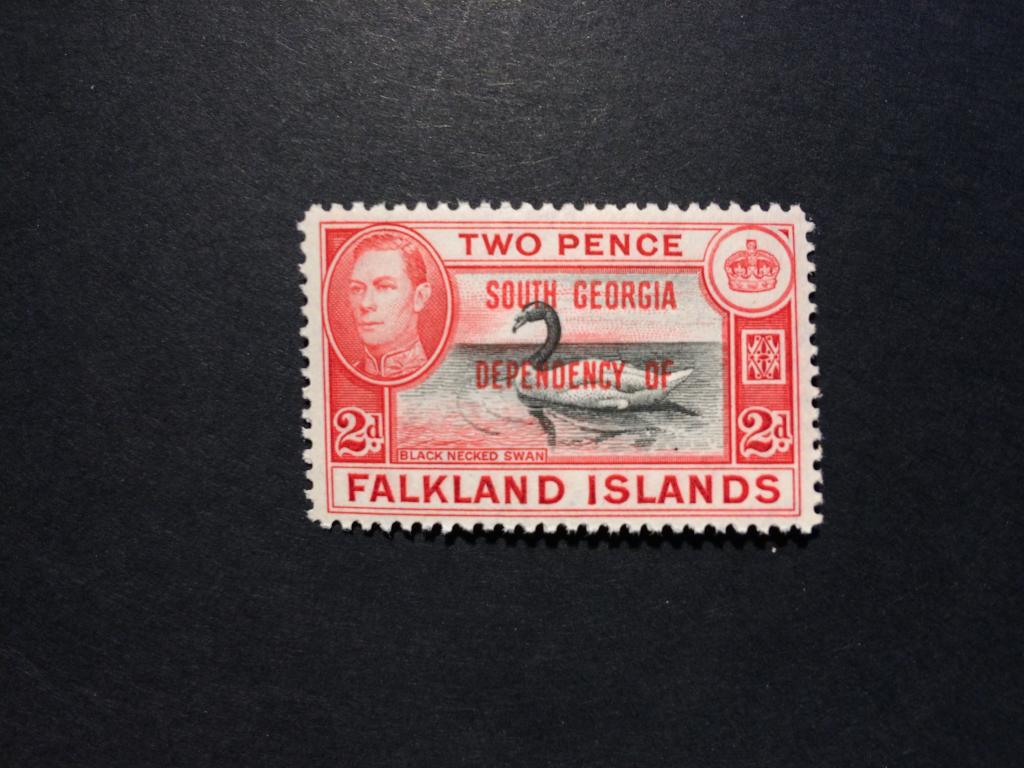 TWO PENCE
SOUTH GEORGIA
DEPENDENCY OF
2d. 2d.
BLACK NECKED SWAN
FALKLAND ISLANDS